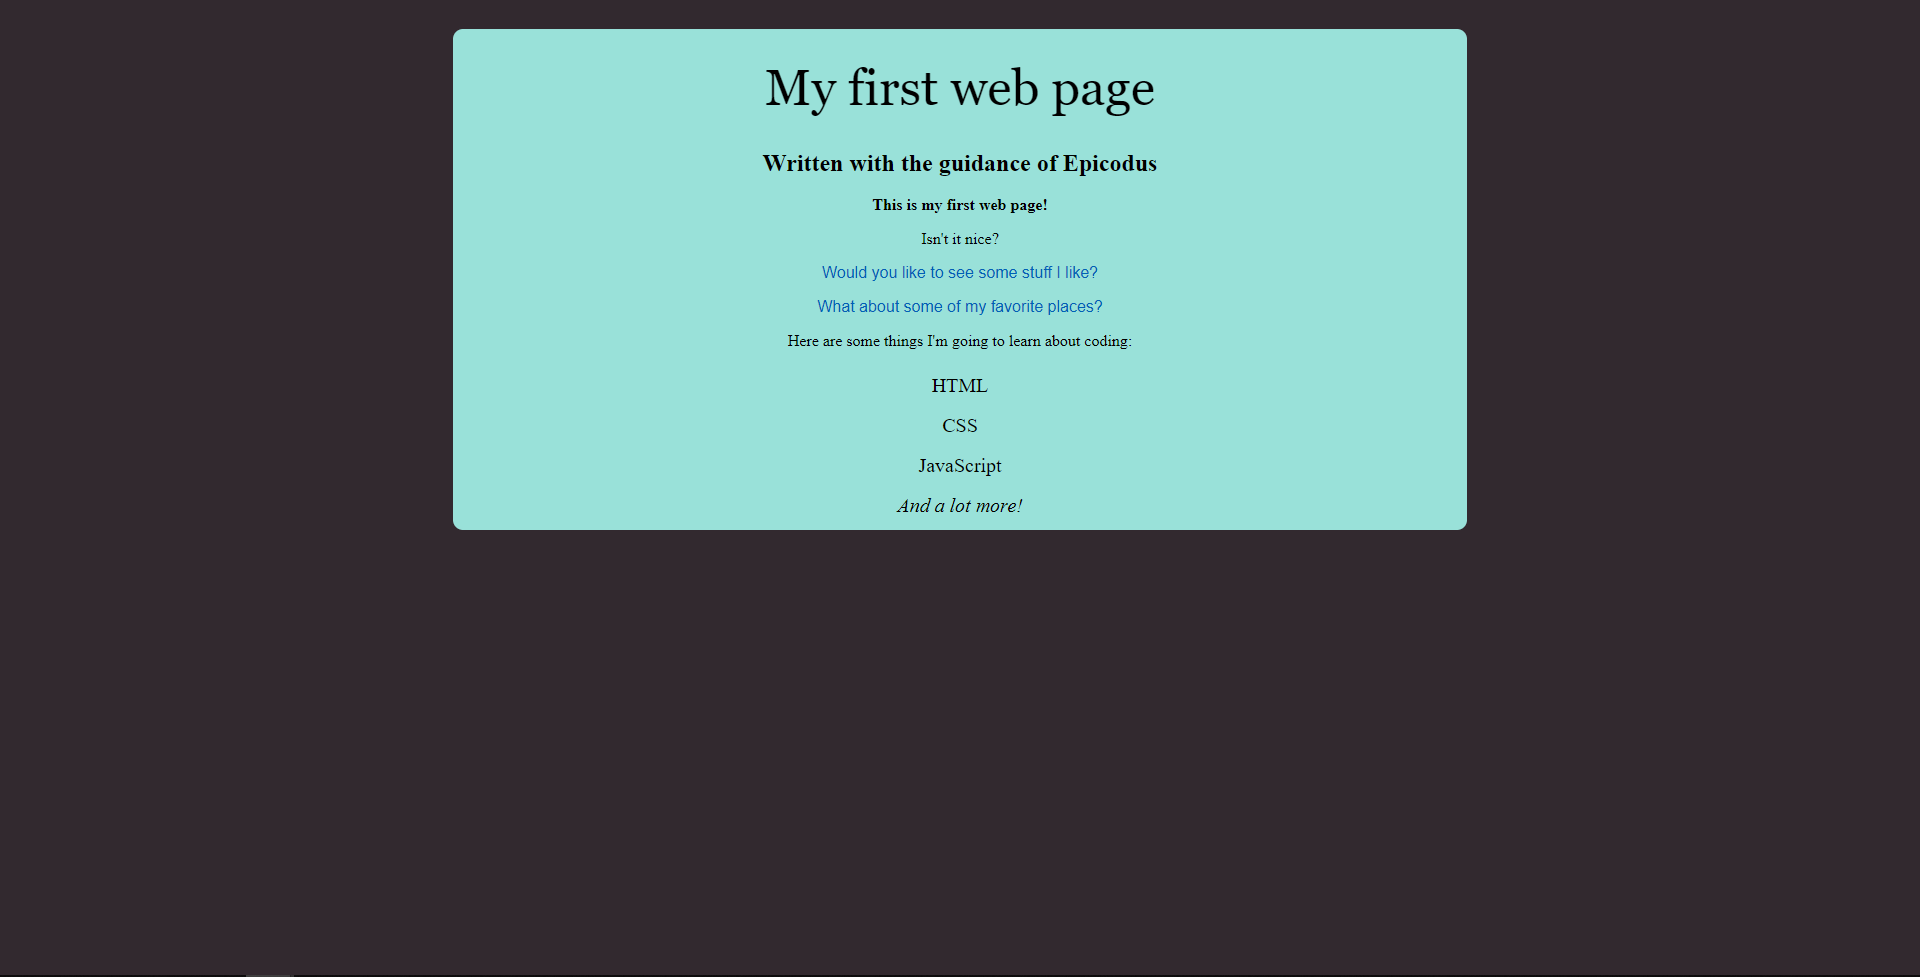 My first web page
Written with the guidance of Epicodus
This is my first web page!
Isn't it nice?
Would you like to see some stuff I like?
What about some of my favorite places?
Here are some things I'm going to learn about coding:
HTML
CSS
JavaScript
And a lot more!